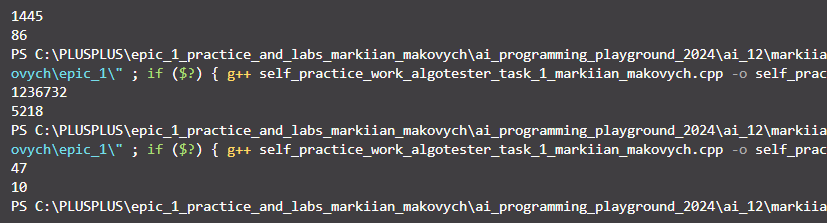 1445
86
PS C:\PLUSPLUS\epic_1_practice_and_labs_markiian_makovych\ai_programming_playground_2024\ai_12\markiia
ovych\epic_1\" ; if ($?) { g++ self_practice_work_algotester_task_1_markiian_makovych.cpp -o self_prac
1236732
5218
PS C:\PLUSPLUS\epic_1_practice_and_labs_markiian_makovych\ai_programming_playground_2024\ai_12\markiia
ovych\epic_1\" ; if ($?) { g++ self_practice_work_algotester_task_1_markiian_makovych.cpp -o self_prac
47
10
PS C:\PLUSPLUS\epic_1_practice_and_labs_markiian_makovych\ai_programming_playground_2024\ai_12\markiia